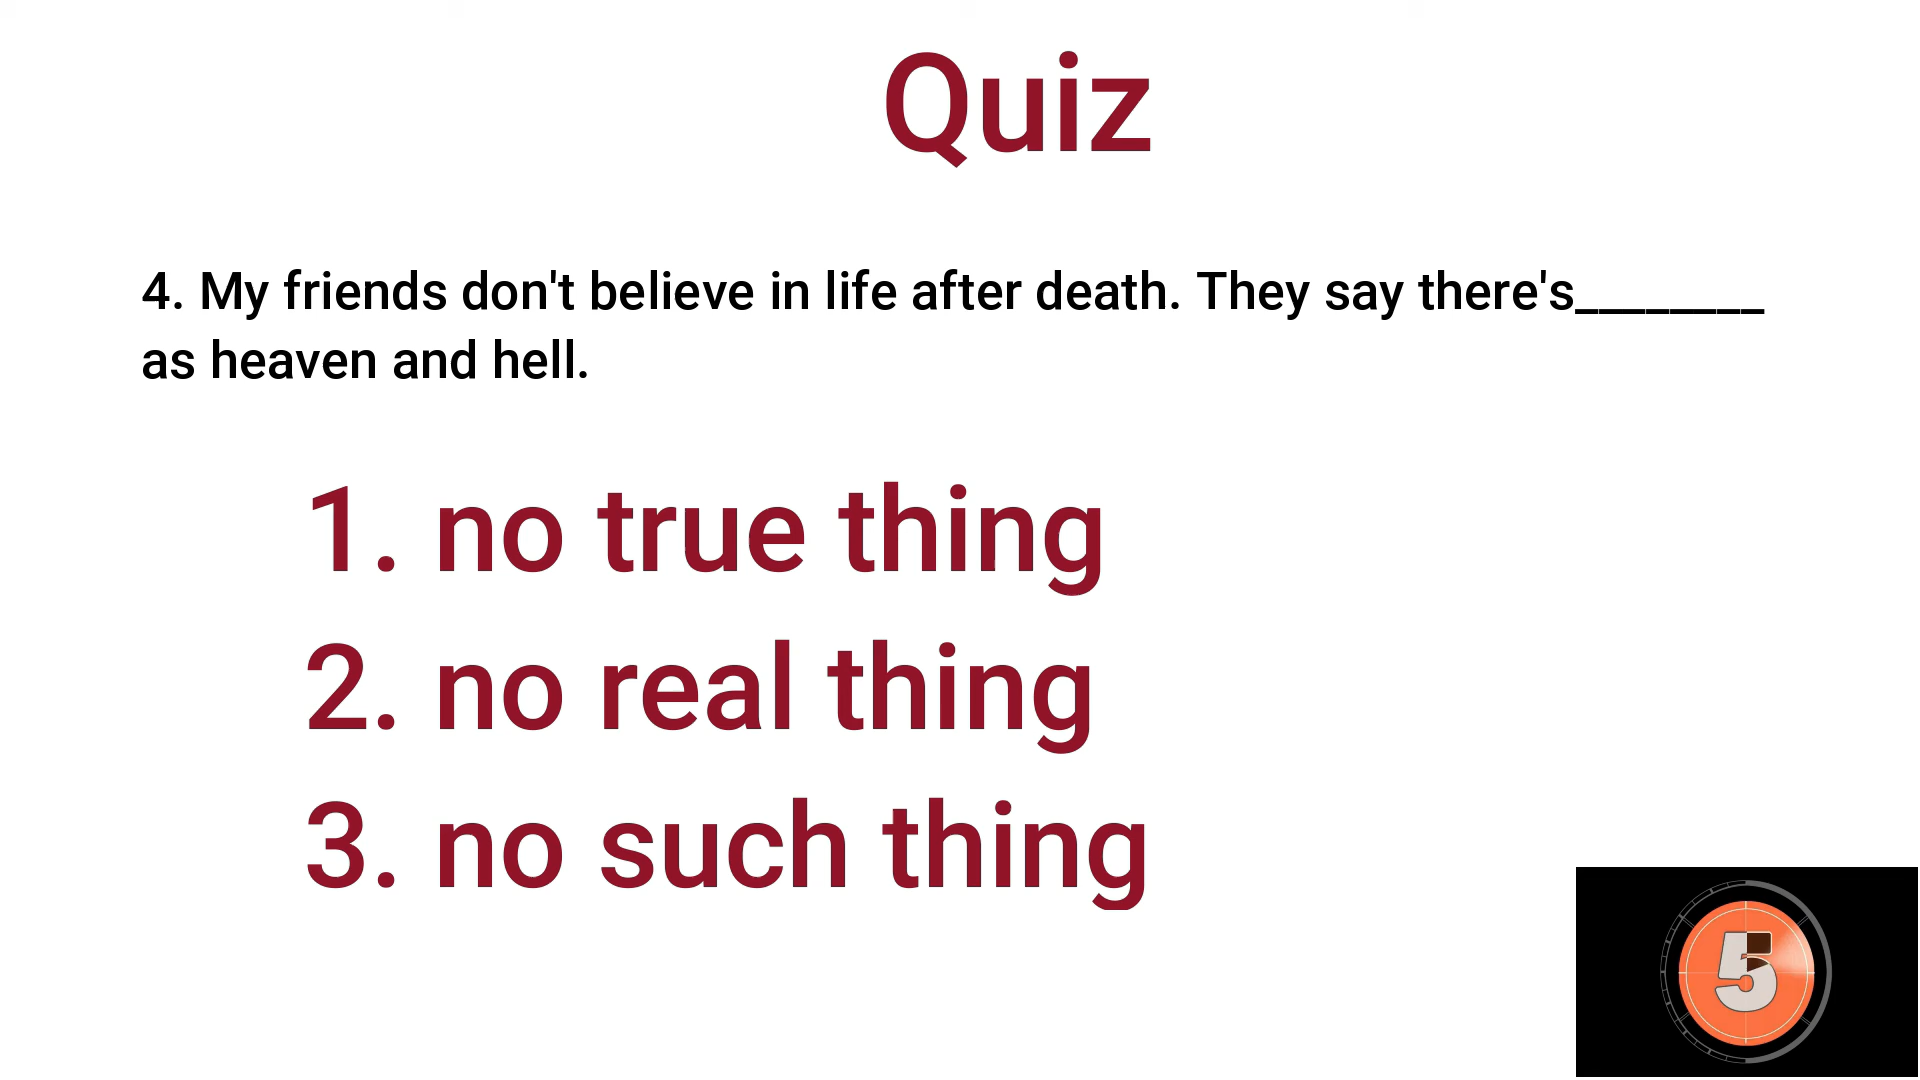 Quiz
4. My friends don't believe in life after death. They say there's________
as heaven and hell.
1. no true thing
2. no real thing
3. no such thing
5